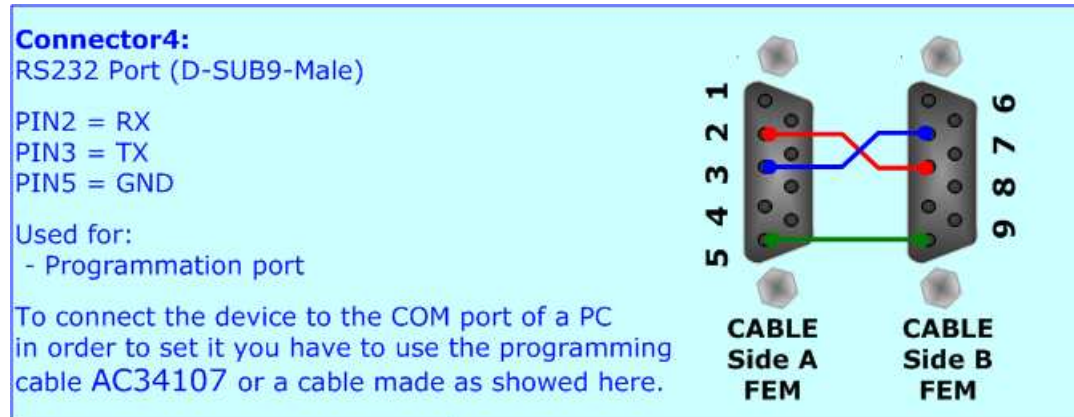 Connector4:
RS232 Port (D-SUB9-Male)
PIN2 = RX
PIN3 = TX
PIN5 = GND
Used for:
- Programmation port
To connect the device to the COM port of a PC
in order to set it you have to use the programming
cable AC34107 or a cable made as showed here.
1
2
3
4
5
6
7
8
9
CABLE
Side A
FEM
CABLE
Side B
FEM